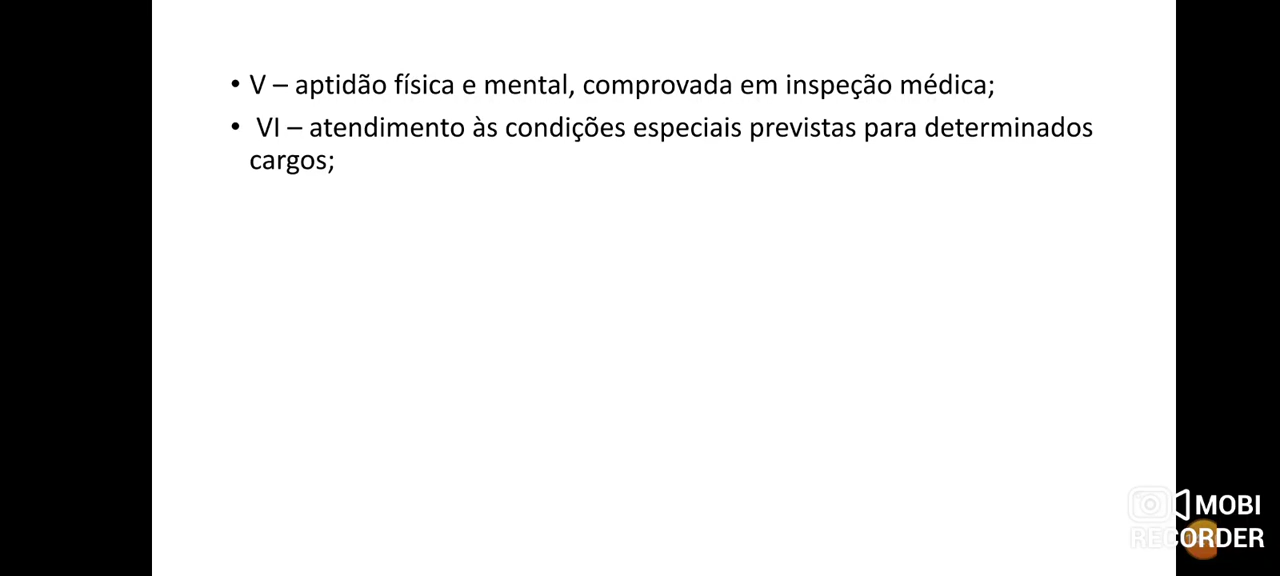 • V – aptidão física e mental, comprovada em inspeção médica;
• VI – atendimento às condições especiais previstas para determinados
cargos;
MOBI
RECORDER